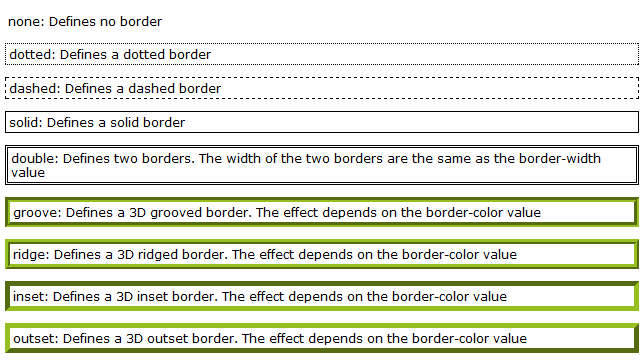 none: Defines no border
dotted: Defines a dotted border
dashed: Defines a dashed border
solid: Defines a solid border
double: Defines two borders. The width of the two borders are the same as the border-width
value
groove: Defines a 3D grooved border. The effect depends on the border-color value
ridge: Defines a 3D ridged border. The effect depends on the border-color value
inset: Defines a 3D inset border. The effect depends on the border-color value
outset: Defines a 3D outset border. The effect depends on the border-color value